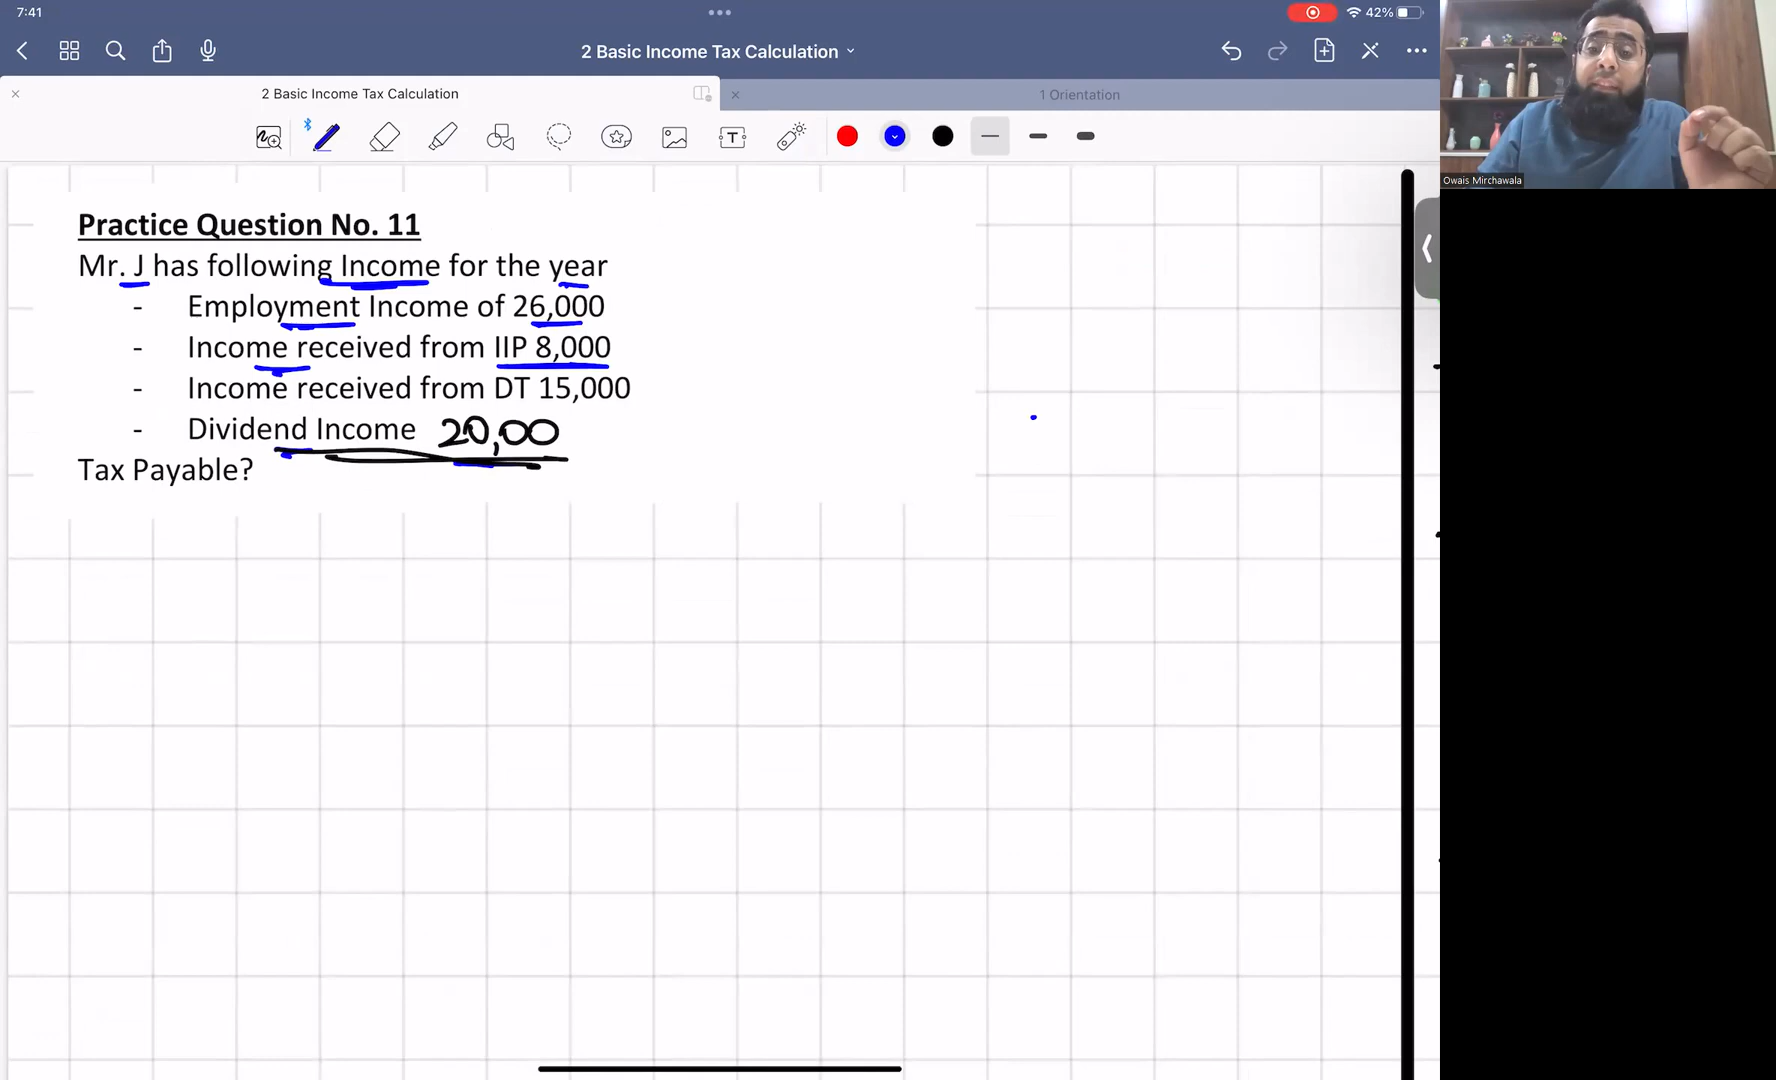 7:41
42%
2 Basic Income Tax Calculation
2 Basic Income Tax Calculation
1 Orientation
T
Owais Mirchawala
Practice Question No. 11
Mr. J has following Income for the year
- Employment Income of 26,000
- Income received from IIP 8,000
- Income received from DT 15,000
- Dividend Income 20,00
Tax Payable?